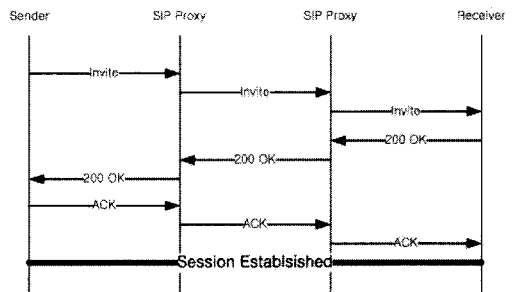 Sender SIP Proxy SIP Proxy Receiver
Invite
Invite
Invite
200 OK
200 OK
200 OK
ACK
ACK
ACK
Session Establsished